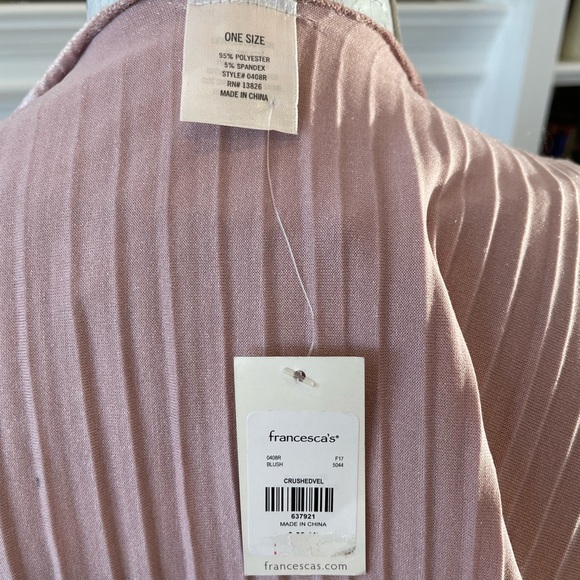 ONE SIZE
95% POLYESTER
5% SPANDEX
STYLE# 0408R
RN# 13826
MADE IN CHINA
francesca's®
0408R F17
BLUSH 5044
CRUSHEDVEL
637921
MADE IN CHINA
francescas.com